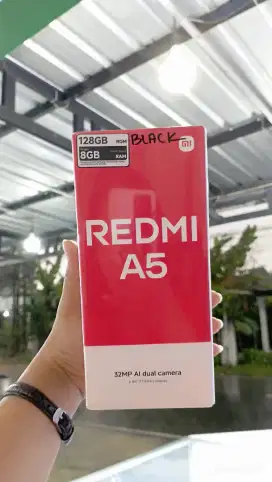 128GB ROM
8GB RAM
BLACK
mi
REDMI
A5
32MP AI dual camera